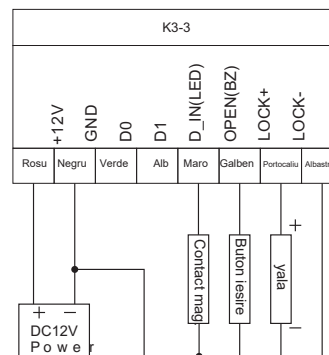 K3-3
+12V
GND
D0
D1
D_IN(LED)
OPEN(BZ)
LOCK+
LOCK-
Rosu Negru Verde Alb Maro Galben Portocaliu Albastr
Contact mag
Buton iesire
yala
+
−
+ −
DC12V
Power